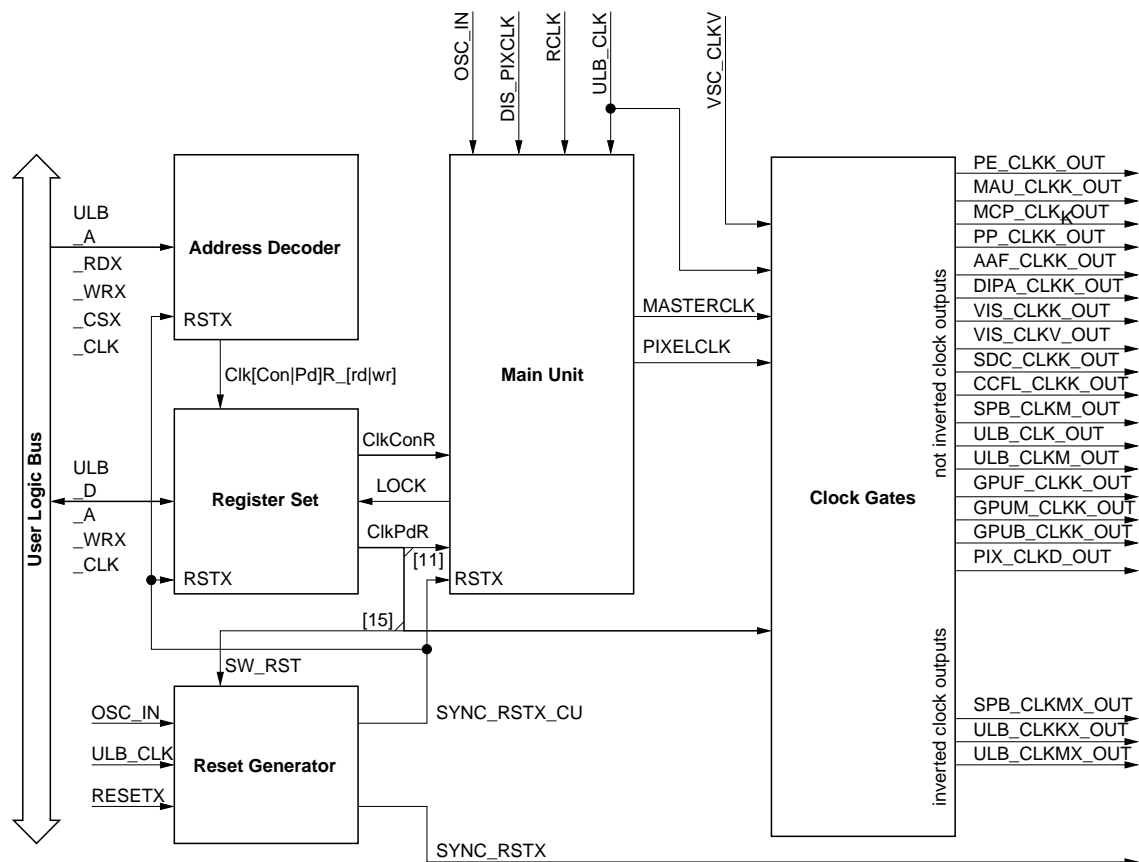 OSC_IN
DIS_PIXCLK
RCLK
ULB_CLK
VSC_CLKV
User Logic Bus
ULB
_A
_RDX
_WRX
_CSX
_CLK
Address Decoder
RSTX
Clk[Con|Pd]R_[rd|wr]
ULB
_D
_A
_WRX
_CLK
Register Set
RSTX
ClkConR
LOCK
ClkPdR
[11]
[15]
Main Unit
RSTX
MASTERCLK
PIXELCLK
SW_RST
OSC_IN
ULB_CLK
RESETX
Reset Generator
SYNC_RSTX_CU
SYNC_RSTX
Clock Gates
not inverted clock outputs
inverted clock outputs
PE_CLKK_OUT
MAU_CLKK_OUT
MCP_CLKK_OUT
PP_CLKK_OUT
AAF_CLKK_OUT
DIPA_CLKK_OUT
VIS_CLKK_OUT
VIS_CLKV_OUT
SDC_CLKK_OUT
CCFL_CLKK_OUT
SPB_CLKM_OUT
ULB_CLK_OUT
ULB_CLKM_OUT
GPUF_CLKK_OUT
GPUM_CLKK_OUT
GPUB_CLKK_OUT
PIX_CLKD_OUT
SPB_CLKMX_OUT
ULB_CLKKX_OUT
ULB_CLKMX_OUT